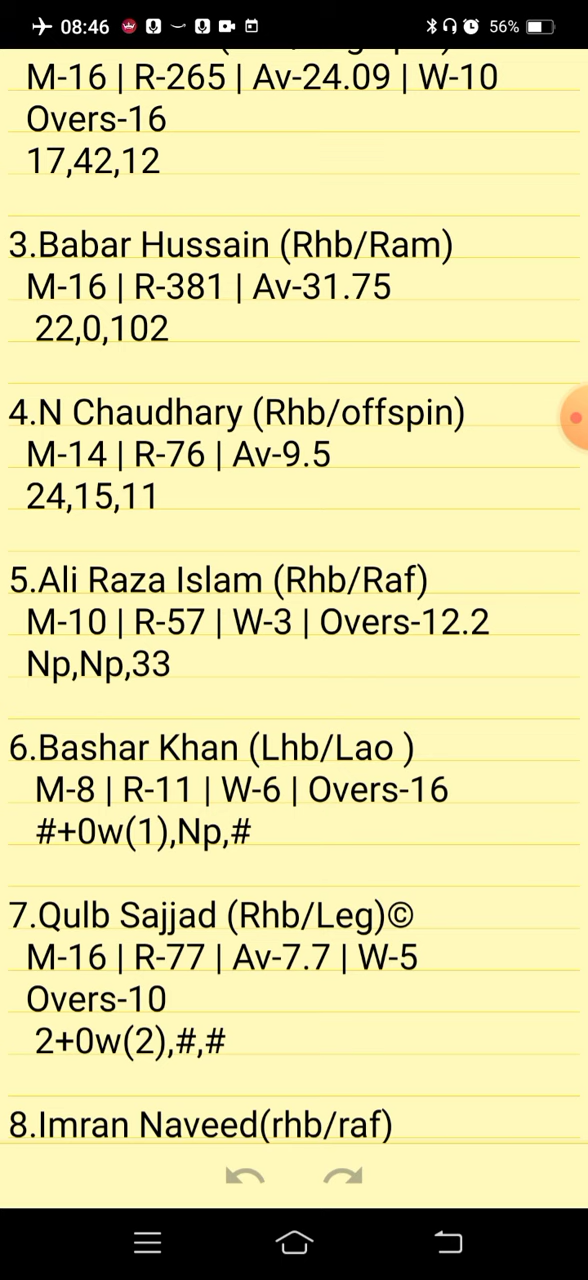 08:46
56%
M-16 | R-265 | Av-24.09 | W-10
Overs-16
17,42,12
3.Babar Hussain (Rhb/Ram)
M-16 | R-381 | Av-31.75
22,0,102
4.N Chaudhary (Rhb/offspin)
M-14 | R-76 | Av-9.5
24,15,11
5.Ali Raza Islam (Rhb/Raf)
M-10 | R-57 | W-3 | Overs-12.2
Np,Np,33
6.Bashar Khan (Lhb/Lao )
M-8 | R-11 | W-6 | Overs-16
#+0w(1),Np,#
7.Qulb Sajjad (Rhb/Leg)©
M-16 | R-77 | Av-7.7 | W-5
Overs-10
2+0w(2),#,#
8.Imran Naveed(rhb/raf)